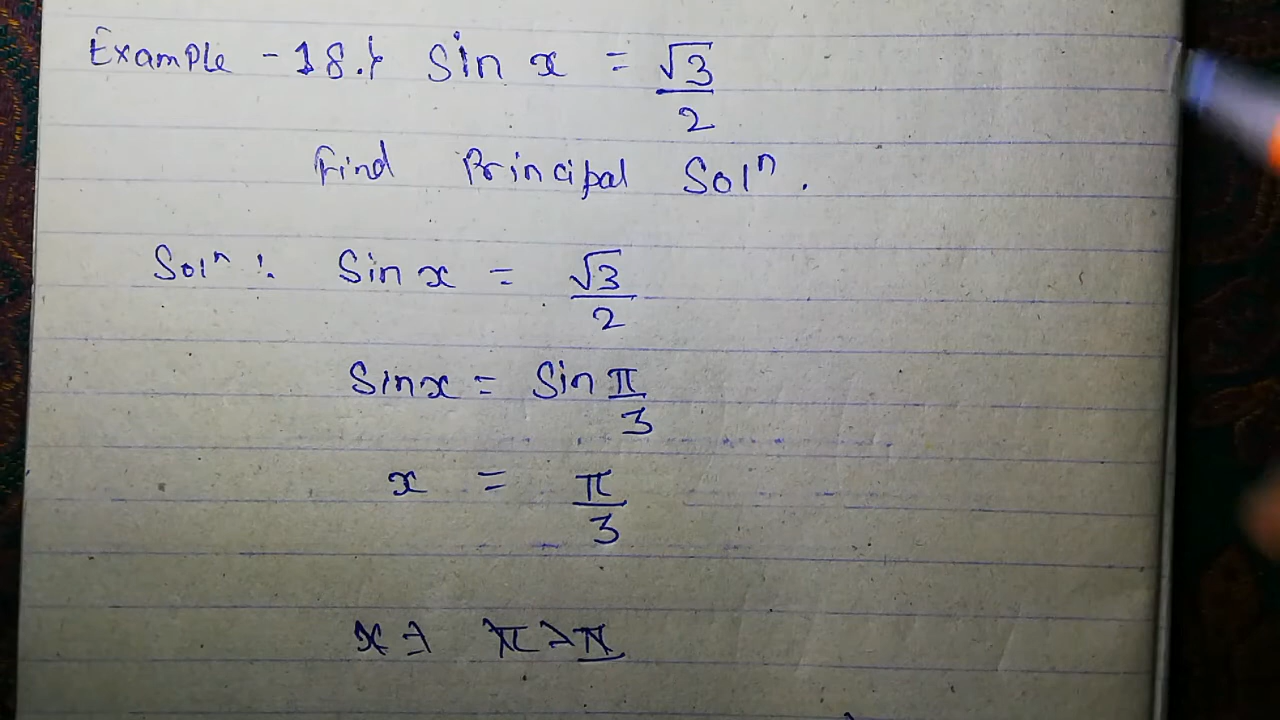 Example - 18. sin x = √3/2
Find Principal Solⁿ.
Solⁿ: Sin x = √3/2
Sin x = Sin π/3
x = π/3
x = π - π